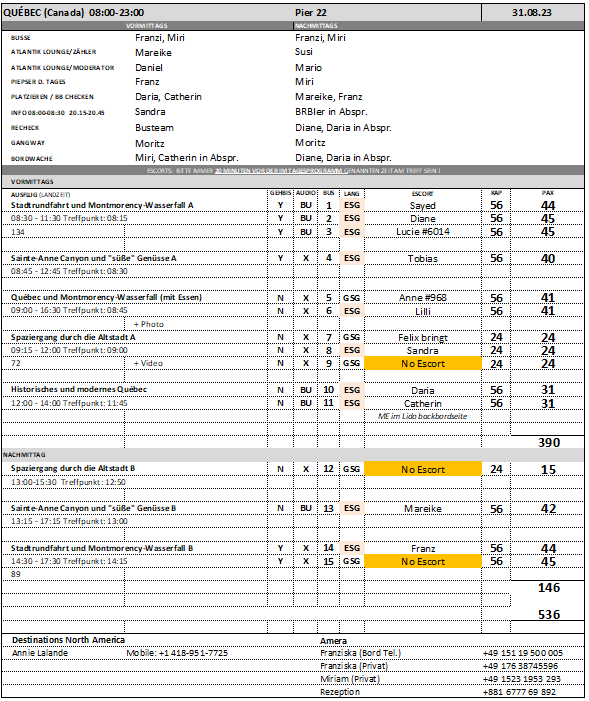 QUÉBEC (Canada) 08:00-23:00 Pier 22 31.08.23
VORMITTAGS NACHMITTAGS
BUSSE Franzi, Miri Franzi, Miri
ATLANTIK LOUNGE/ZÄHLER Mareike Susi
ATLANTIK LOUNGE/MODERATOR Daniel Mario
PIEPSER D. TAGES Franz Miri
PLATZIEREN / BB CHECKEN Daria, Catherin Mareike, Franz
INFO 08:00-08:30 20.15-20.45 Sandra BRBler in Abspr.
RECHECK Busteam Diane, Daria in Abspr.
GANGWAY Moritz Moritz
BORDWACHE Miri, Catherin in Abspr. Diane, Daria in Abspr.
ESCORTS: BITTE IMMER 20 MINUTEN VOR DER IM TAGESPROGRAMM GENANNTEN ZEIT AM TREFF SEIN !
VORMITTAGS
AUSFLUG (LANDZEIT) GEHBIS AUDIO BUS LANG ESCORT KAP PAX
Stadtrundfahrt und Montmorency-Wasserfall A Y BU 1 ESG Sayed 56 44
08:30 - 11:30 Treffpunkt: 08:15 Y BU 2 ESG Diane 56 45
134 Y BU 3 ESG Lucie #6014 56 45
Sainte-Anne Canyon und "süße" Genüsse A Y X 4 ESG Tobias 56 40
08:45 - 12:45 Treffpunkt: 08:30
Québec und Montmorency-Wasserfall (mit Essen) N X 5 GSG Anne #968 56 41
09:00 - 16:30 Treffpunkt: 08:45 N X 6 ESG Lilli 56 41
+ Photo
Spaziergang durch die Altstadt A N X 7 GSG Felix bringt 24 24
09:15 - 12:00 Treffpunkt: 09:00 N X 8 ESG Sandra 24 24
72 + Video N X 9 GSG No Escort 24 24
Historisches und modernes Québec N BU 10 ESG Daria 56 31
12:00 - 14:00 Treffpunkt: 11:45 N BU 11 ESG Catherin 56 31
ME im Lido backbordseite
390
NACHMITTAG
Spaziergang durch die Altstadt B N X 12 GSG No Escort 24 15
13:00-15:30 Treffpunkt: 12:50
Sainte-Anne Canyon und "süße" Genüsse B N BU 13 ESG Mareike 56 42
13:15 - 17:15 Treffpunkt: 13:00
Stadtrundfahrt und Montmorency-Wasserfall B Y X 14 ESG Franz 56 44
14:30 - 17:30 Treffpunkt: 14:15 Y X 15 GSG No Escort 56 45
89
146
536
Destinations North America Amera
Annie Lalande Mobile: +1 418-951-7725 Franziska (Bord Tel.) +49 151 19 500 005
Franziska (Privat) +49 176 38745596
Miriam (Privat) +49 1523 1953 293
Rezeption +881 6777 69 892